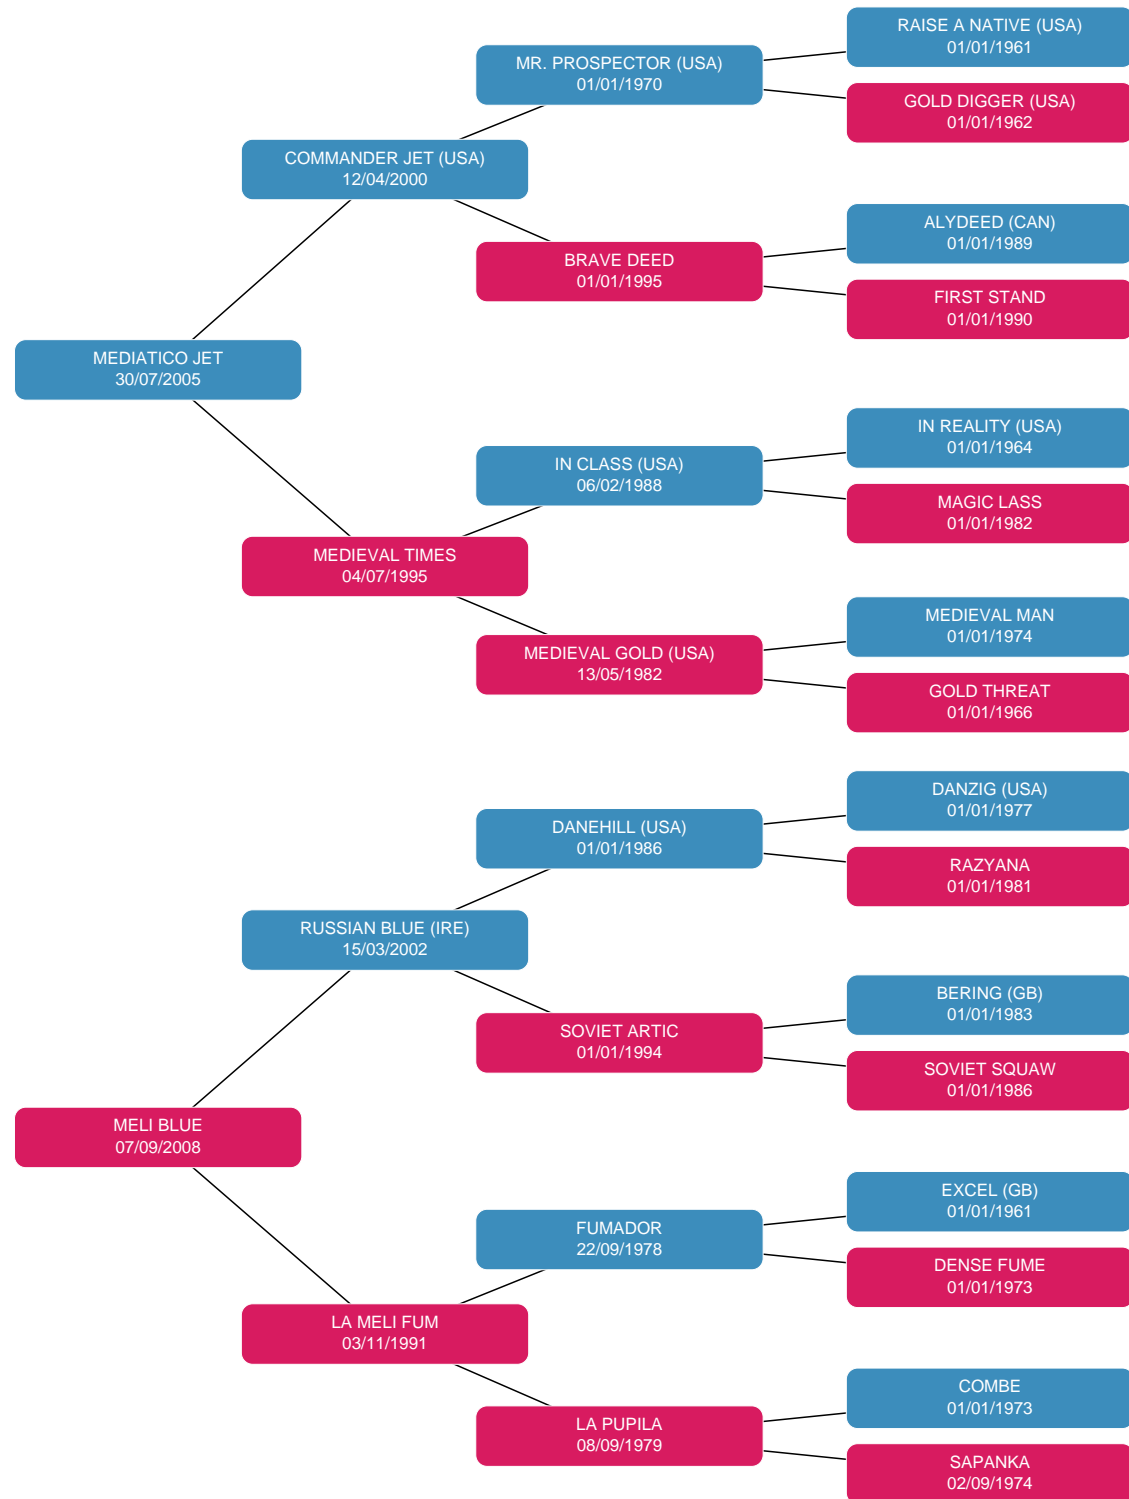 RAISE A NATIVE (USA)
01/01/1961
MR. PROSPECTOR (USA)
01/01/1970
GOLD DIGGER (USA)
01/01/1962
COMMANDER JET (USA)
12/04/2000
ALYDEED (CAN)
01/01/1989
BRAVE DEED
01/01/1995
FIRST STAND
01/01/1990
MEDIATICO JET
30/07/2005
IN REALITY (USA)
01/01/1964
IN CLASS (USA)
06/02/1988
MAGIC LASS
01/01/1982
MEDIEVAL TIMES
04/07/1995
MEDIEVAL MAN
01/01/1974
MEDIEVAL GOLD (USA)
13/05/1982
GOLD THREAT
01/01/1966
DANZIG (USA)
01/01/1977
DANEHILL (USA)
01/01/1986
RAZYANA
01/01/1981
RUSSIAN BLUE (IRE)
15/03/2002
BERING (GB)
01/01/1983
SOVIET ARTIC
01/01/1994
SOVIET SQUAW
01/01/1986
MELI BLUE
07/09/2008
EXCEL (GB)
01/01/1961
FUMADOR
22/09/1978
DENSE FUME
01/01/1973
LA MELI FUM
03/11/1991
COMBE
01/01/1973
LA PUPILA
08/09/1979
SAPANKA
02/09/1974